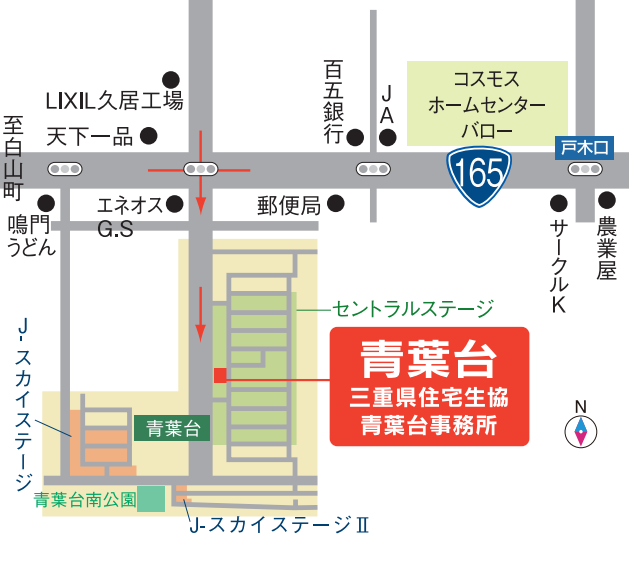 LIXIL久居工場
天下一品
至白山町
百五銀行
JA
コスモス
ホームセンター
バロー
戸木口
165
鳴門
うどん
エネオス
G.S
郵便局
サークルK
農業屋
セントラルステージ
青葉台
三重県住宅生協
青葉台事務所
N
J-スカイステージ
青葉台
青葉台南公園
J-スカイステージⅡ